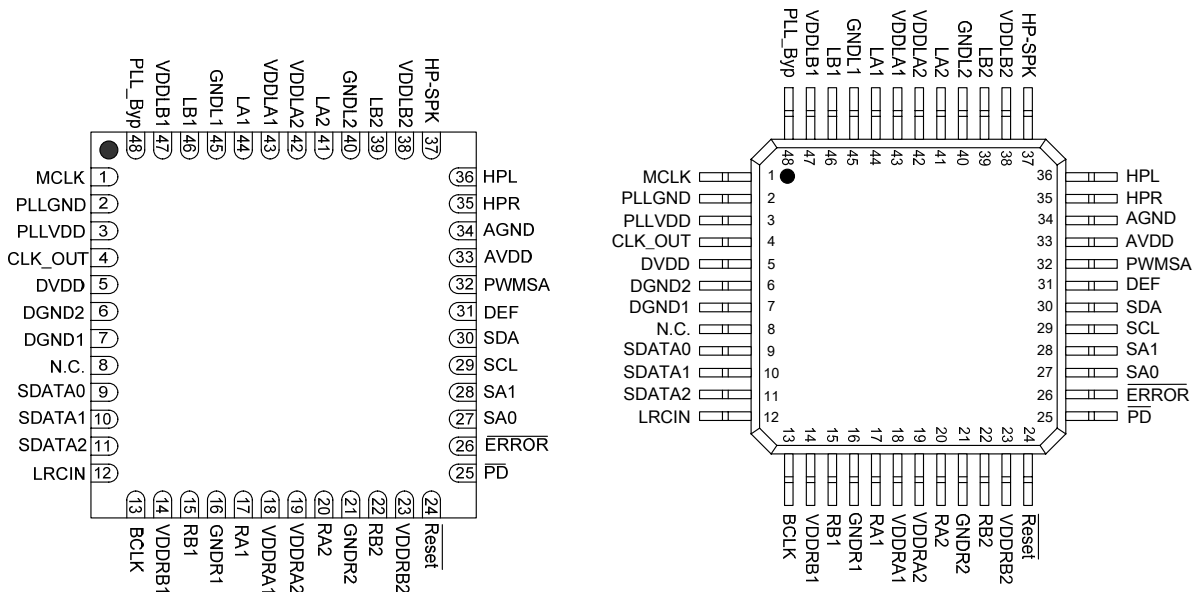 PLL_Byp
VDDLB1
LB1
GNDL1
LA1
VDDLA1
VDDLA2
LA2
GNDL2
LB2
VDDLB2
HP-SPK
48 47 46 45 44 43 42 41 40 39 38 37
MCLK 1
PLLGND 2
PLLVDD 3
CLK_OUT 4
DVDD 5
DGND2 6
DGND1 7
N.C. 8
SDATA0 9
SDATA1 10
SDATA2 11
LRCIN 12
36 HPL
35 HPR
34 AGND
33 AVDD
32 PWMSA
31 DEF
30 SDA
29 SCL
28 SA1
27 SA0
26 ERROR
25 PD
13 14 15 16 17 18 19 20 21 22 23 24
BCLK
VDDRB1
RB1
GNDR1
RA1
VDDRA1
VDDRA2
RA2
GNDR2
RB2
VDDRB2
Reset
PLL_Byp
VDDLB1
LB1
GNDL1
LA1
VDDLA1
VDDLA2
LA2
GNDL2
LB2
VDDLB2
HP-SPK
48 47 46 45 44 43 42 41 40 39 38 37
MCLK 1
PLLGND 2
PLLVDD 3
CLK_OUT 4
DVDD 5
DGND2 6
DGND1 7
N.C. 8
SDATA0 9
SDATA1 10
SDATA2 11
LRCIN 12
36 HPL
35 HPR
34 AGND
33 AVDD
32 PWMSA
31 DEF
30 SDA
29 SCL
28 SA1
27 SA0
26 ERROR
25 PD
13 14 15 16 17 18 19 20 21 22 23 24
BCLK
VDDRB1
RB1
GNDR1
RA1
VDDRA1
VDDRA2
RA2
GNDR2
RB2
VDDRB2
Reset